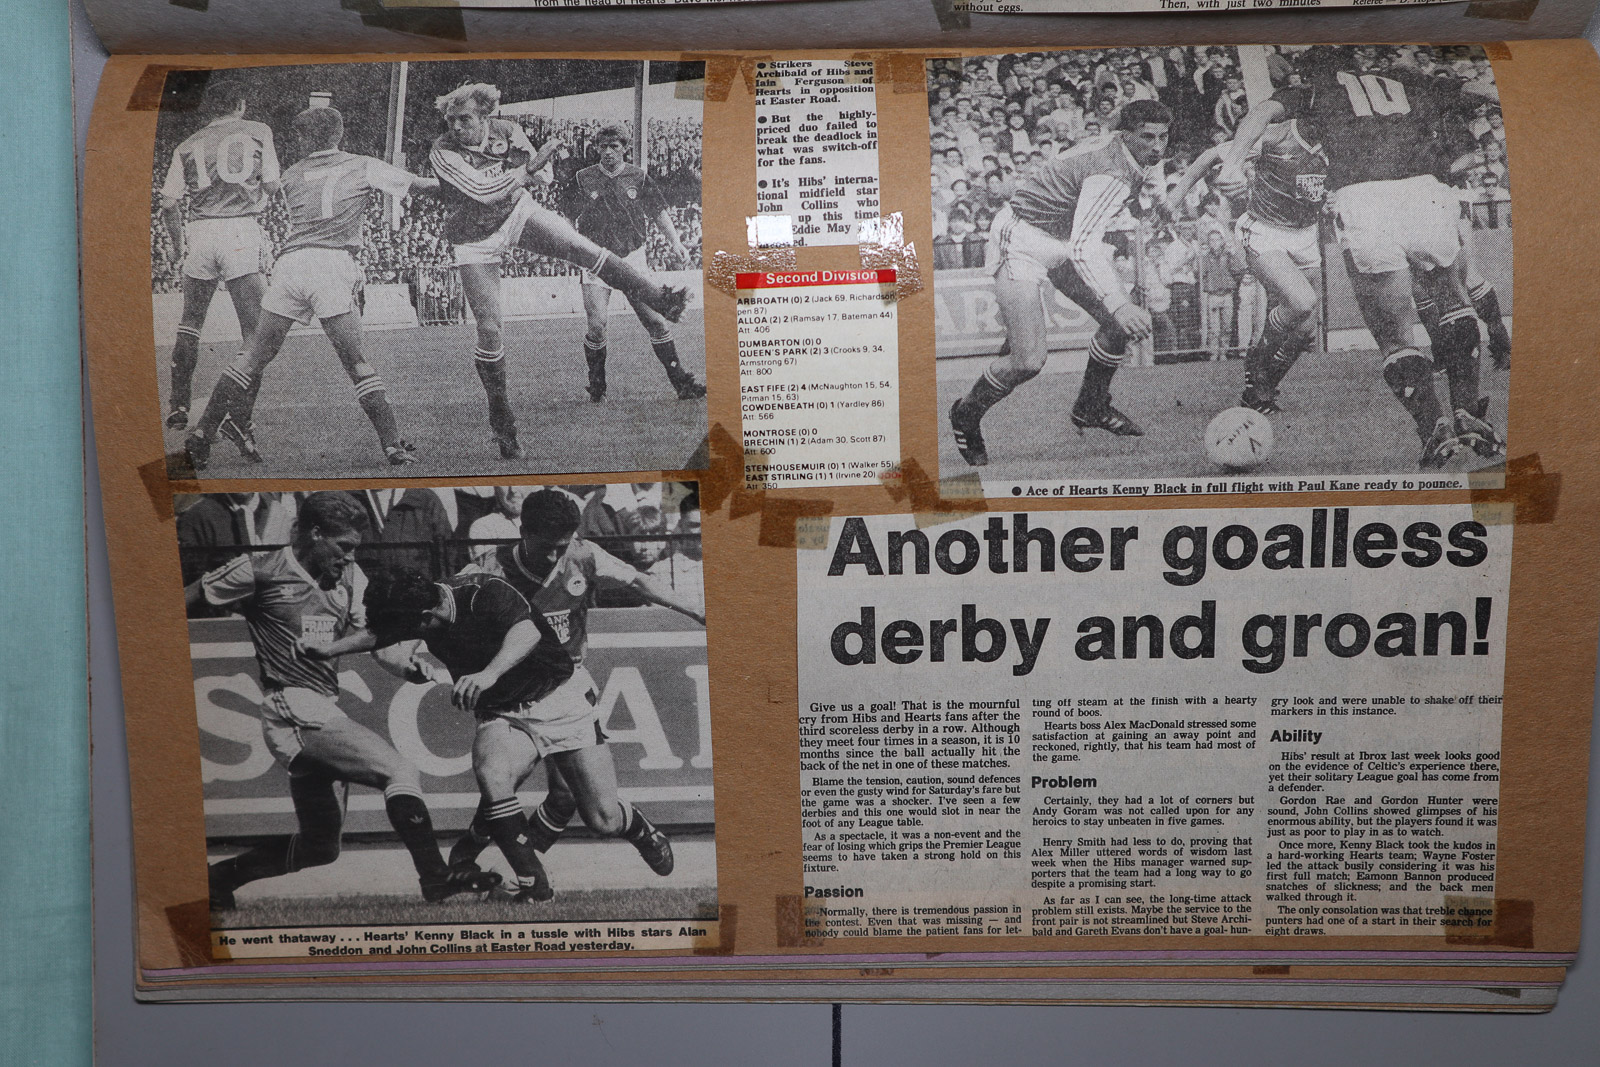 from the head of Hearts' Dave
without eggs.
Then, with just two minutes
Referee — D. Hope
10
7
● Strikers Steve
Archibald of Hibs and
Iain Ferguson of
Hearts in opposition
at Easter Road.
● But the highly-
priced duo failed to
break the deadlock in
what was switch-off
for the fans.
● It's Hibs' interna-
tional midfield star
John Collins who
up this time
Eddie May
Second Division
ARBROATH (0) 2 (Jack 69, Richardson
pen 87)
ALLOA (2) 2 (Ramsay 17, Bateman 44)
Att: 406
DUMBARTON (0) 0
QUEEN'S PARK (2) 3 (Crooks 9, 34,
Armstrong 67)
Att: 800
EAST FIFE (2) 4 (McNaughton 15, 54,
Pitman 15, 63)
COWDENBEATH (0) 1 (Yardley 86)
Att: 566
MONTROSE (0) 0
BRECHIN (1) 2 (Adam 30, Scott 87)
Att: 600
STENHOUSEMUIR (0) 1 (Walker 55)
EAST STIRLING (1) 1 (Irvine 20)
Att: 350
10
● Ace of Hearts Kenny Black in full flight with Paul Kane ready to pounce.
FRANK
He went thataway . . . Hearts' Kenny Black in a tussle with Hibs stars Alan
Sneddon and John Collins at Easter Road yesterday.
Another goalless
derby and groan!
Give us a goal! That is the mournful
cry from Hibs and Hearts fans after the
third scoreless derby in a row. Although
they meet four times in a season, it is 10
months since the ball actually hit the
back of the net in one of these matches.
Blame the tension, caution, sound defences
or even the gusty wind for Saturday's fare but
the game was a shocker. I've seen a few
derbies and this one would slot in near the
foot of any League table.
As a spectacle, it was a non-event and the
fear of losing which grips the Premier League
seems to have taken a strong hold on this
fixture.
Passion
Normally, there is tremendous passion in
the contest. Even that was missing — and
nobody could blame the patient fans for let-
ting off steam at the finish with a hearty
round of boos.
Hearts boss Alex MacDonald stressed some
satisfaction at gaining an away point and
reckoned, rightly, that his team had most of
the game.
Problem
Certainly, they had a lot of corners but
Andy Goram was not called upon for any
heroics to stay unbeaten in five games.
Henry Smith had less to do, proving that
Alex Miller uttered words of wisdom last
week when the Hibs manager warned sup-
porters that the team had a long way to go
despite a promising start.
As far as I can see, the long-time attack
problem still exists. Maybe the service to the
front pair is not streamlined but Steve Archi-
bald and Gareth Evans don't have a goal- hun-
gry look and were unable to shake off their
markers in this instance.
Ability
Hibs' result at Ibrox last week looks good
on the evidence of Celtic's experience there,
yet their solitary League goal has come from
a defender.
Gordon Rae and Gordon Hunter were
sound, John Collins showed glimpses of his
enormous ability, but the players found it was
just as poor to play in as to watch.
Once more, Kenny Black took the kudos in
a hard-working Hearts team; Wayne Foster
led the attack busily considering it was his
first full match; Eamonn Bannon produced
snatches of slickness; and the back men
walked through it.
The only consolation was that treble chance
punters had one of a start in their search for
eight draws.